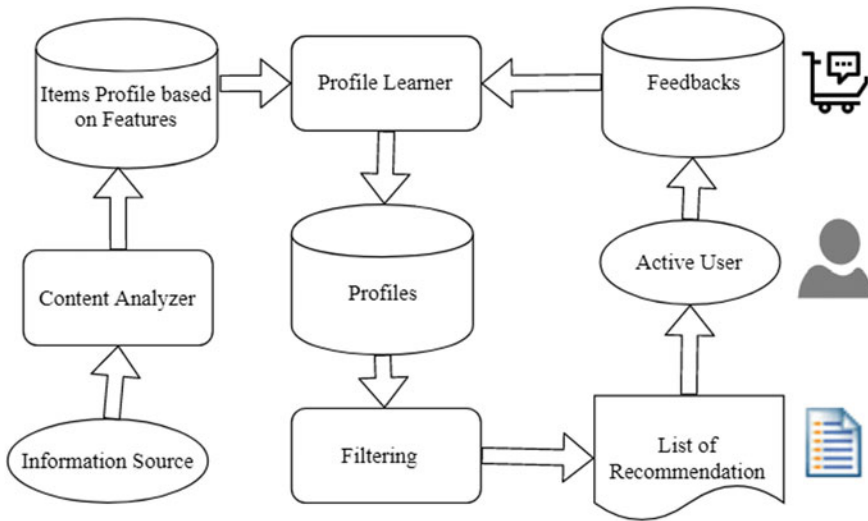 Items Profile based
on Features
Profile Learner
Feedbacks
Content Analyzer
Profiles
Active User
Information Source
Filtering
List of
Recommendation